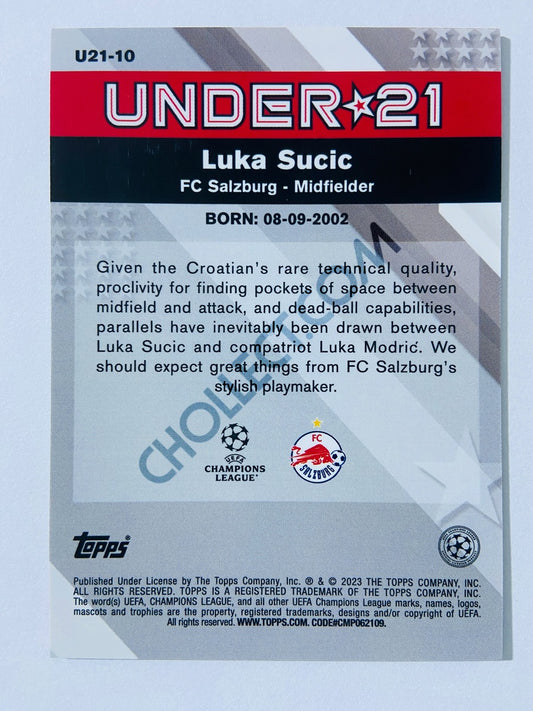 U21-10
UNDER★21
Luka Sucic
FC Salzburg - Midfielder
BORN: 08-09-2002
Given the Croatian's rare technical quality,
proclivity for finding pockets of space between
midfield and attack, and dead-ball capabilities,
parallels have inevitably been drawn between
Luka Sucic and compatriot Luka Modrić. We
should expect great things from FC Salzburg's
stylish playmaker.
CHOLLECT.COM
UEFA
CHAMPIONS
LEAGUE
FC
SALZBURG
topps
Published Under License by The Topps Company, Inc. ® & © 2023 THE TOPPS COMPANY, INC.
ALL RIGHTS RESERVED. TOPPS IS A REGISTERED TRADEMARK OF THE TOPPS COMPANY, INC.
The word(s) UEFA, CHAMPIONS LEAGUE, and all other UEFA Champions League marks, names, logos,
mascots and trophies are the property, registered trademarks, designs and/or copyright of UEFA.
All rights reserved. WWW.TOPPS.COM. CODE#CMP062109.